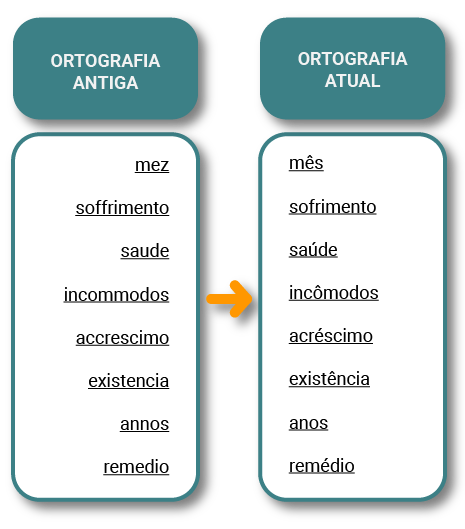 ORTOGRAFIA
ANTIGA
mez
soffrimento
saude
incommodos
accrescimo
existencia
annos
remedio
ORTOGRAFIA
ATUAL
mês
sofrimento
saúde
incômodos
acréscimo
existência
anos
remédio